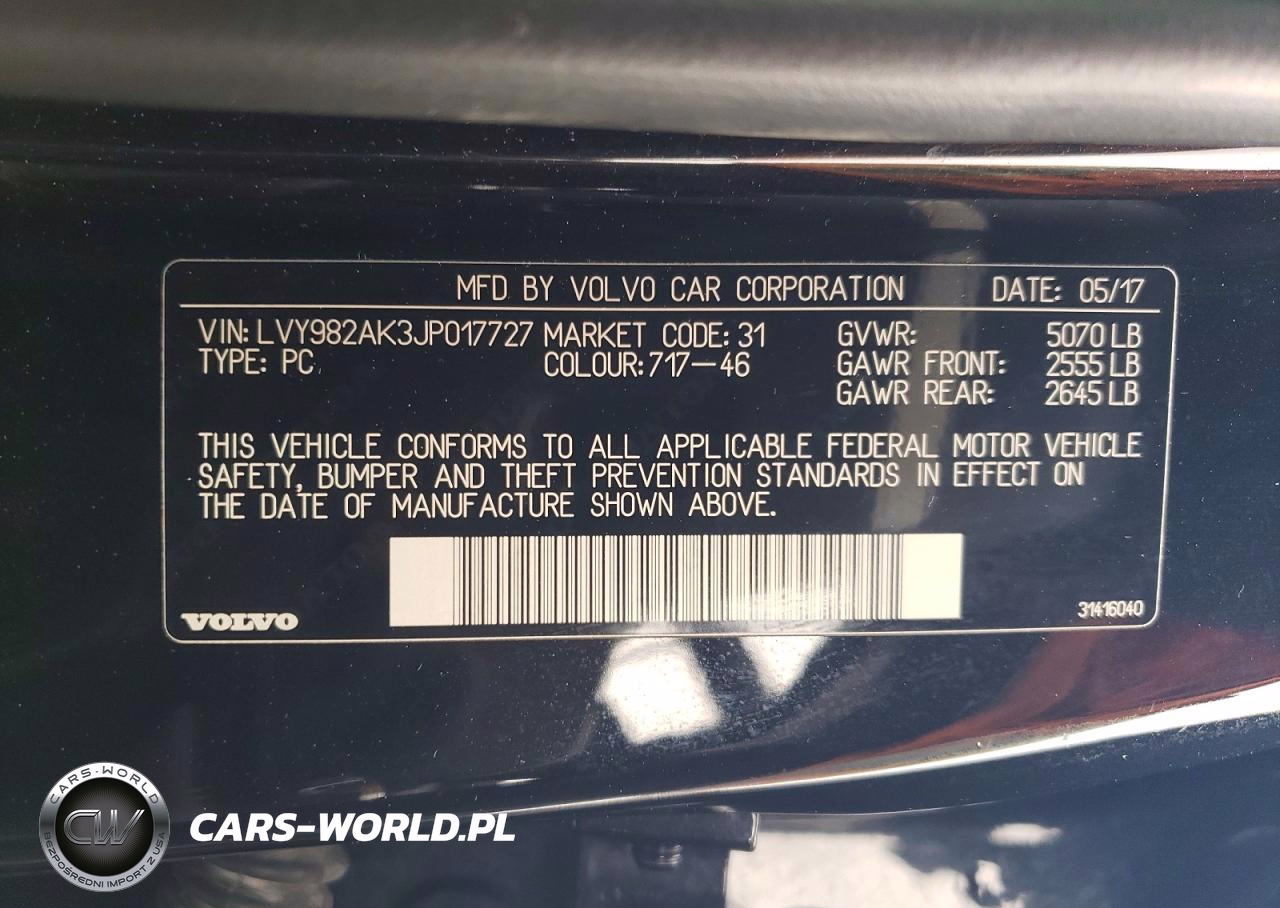 MFD BY VOLVO CAR CORPORATION DATE: 05/17
VIN: LVY982AK3JP017727 MARKET CODE: 31 GVWR: 5070 LB
TYPE: PC COLOUR: 717-46 GAWR FRONT: 2555 LB
GAWR REAR: 2645 LB
THIS VEHICLE CONFORMS TO ALL APPLICABLE FEDERAL MOTOR VEHICLE
SAFETY, BUMPER AND THEFT PREVENTION STANDARDS IN EFFECT ON
THE DATE OF MANUFACTURE SHOWN ABOVE.
VOLVO
31416040
CARS-WORLD
CW
BEZPOŚREDNI IMPORT Z USA
CARS-WORLD.PL